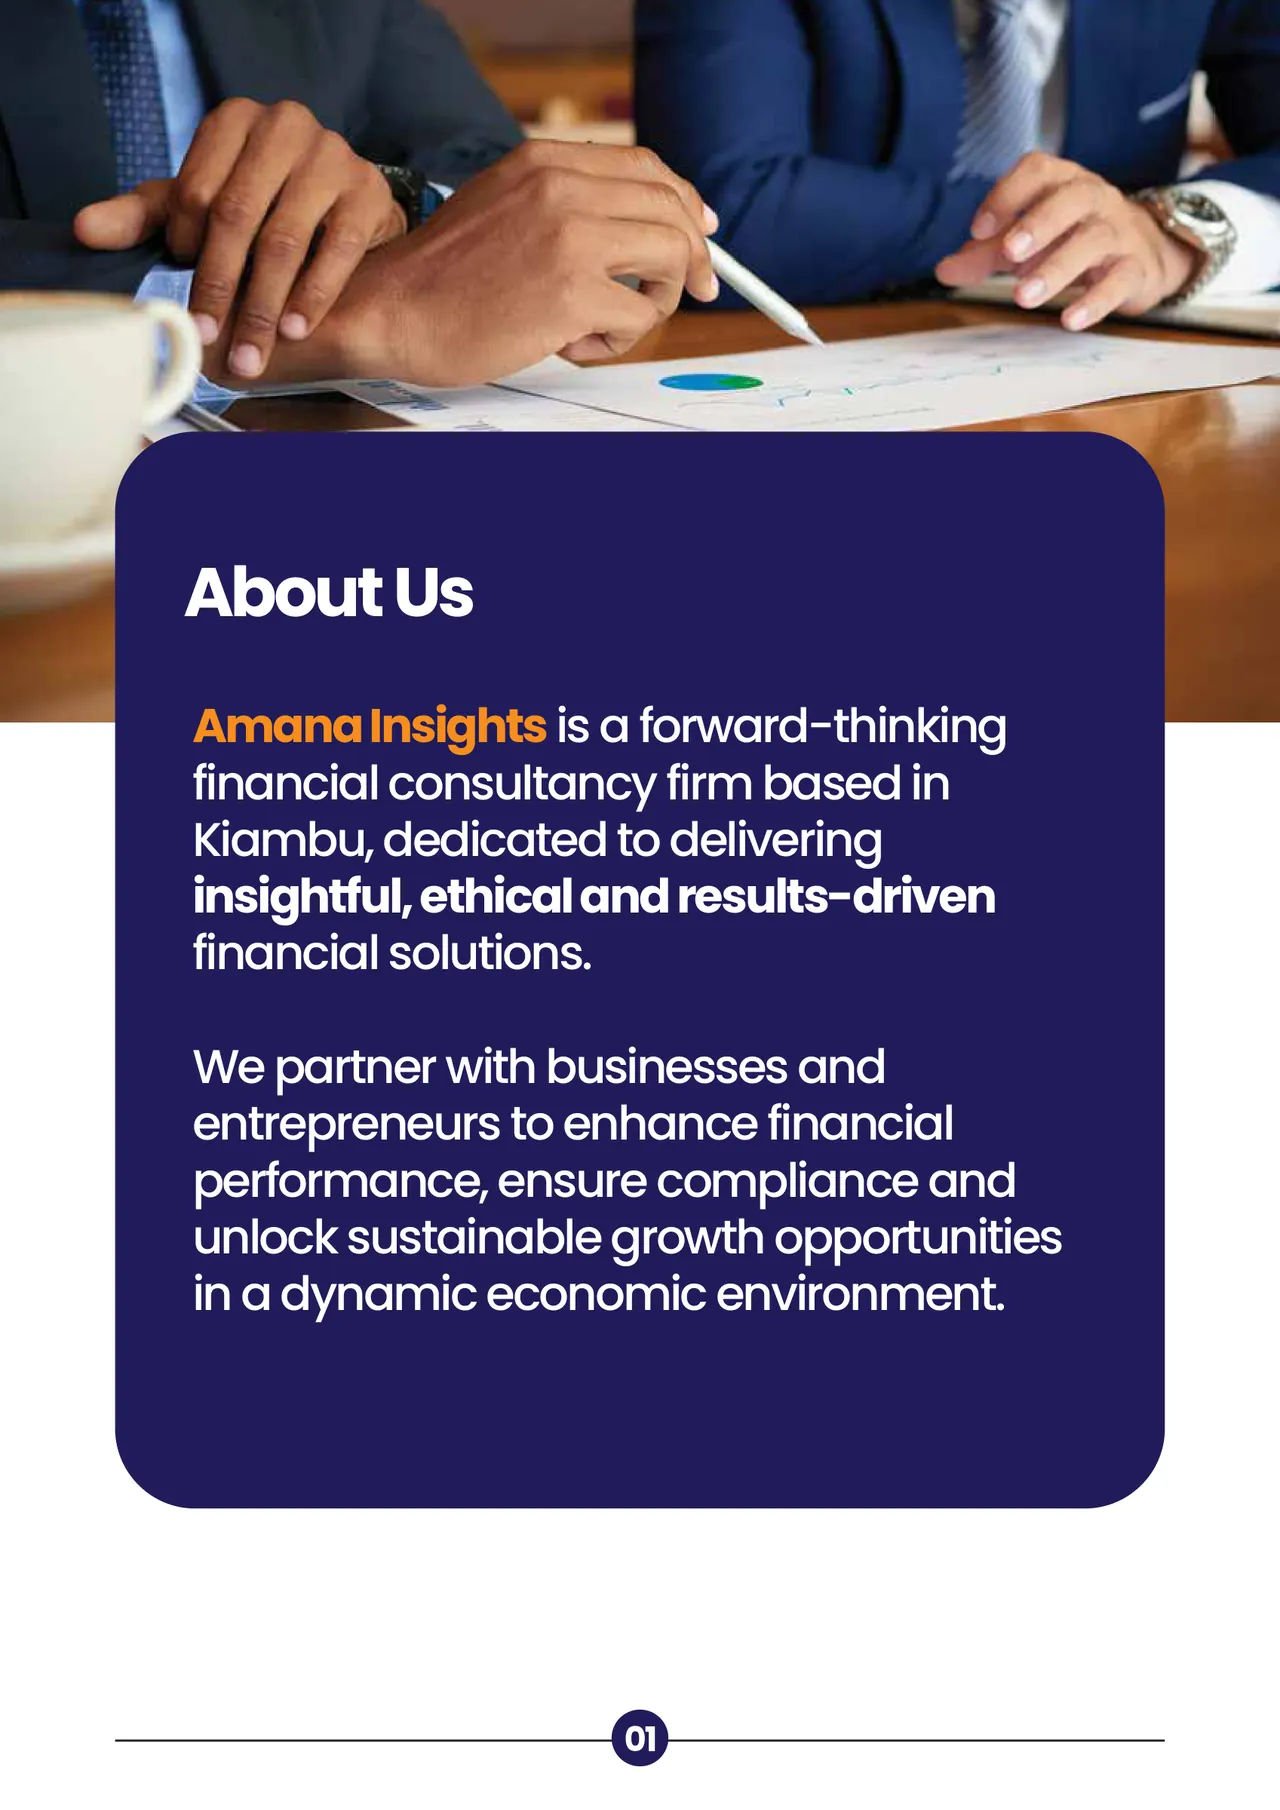 About Us
Amana Insights is a forward-thinking
financial consultancy firm based in
Kiambu, dedicated to delivering
insightful, ethical and results-driven
financial solutions.
We partner with businesses and
entrepreneurs to enhance financial
performance, ensure compliance and
unlock sustainable growth opportunities
in a dynamic economic environment.
01